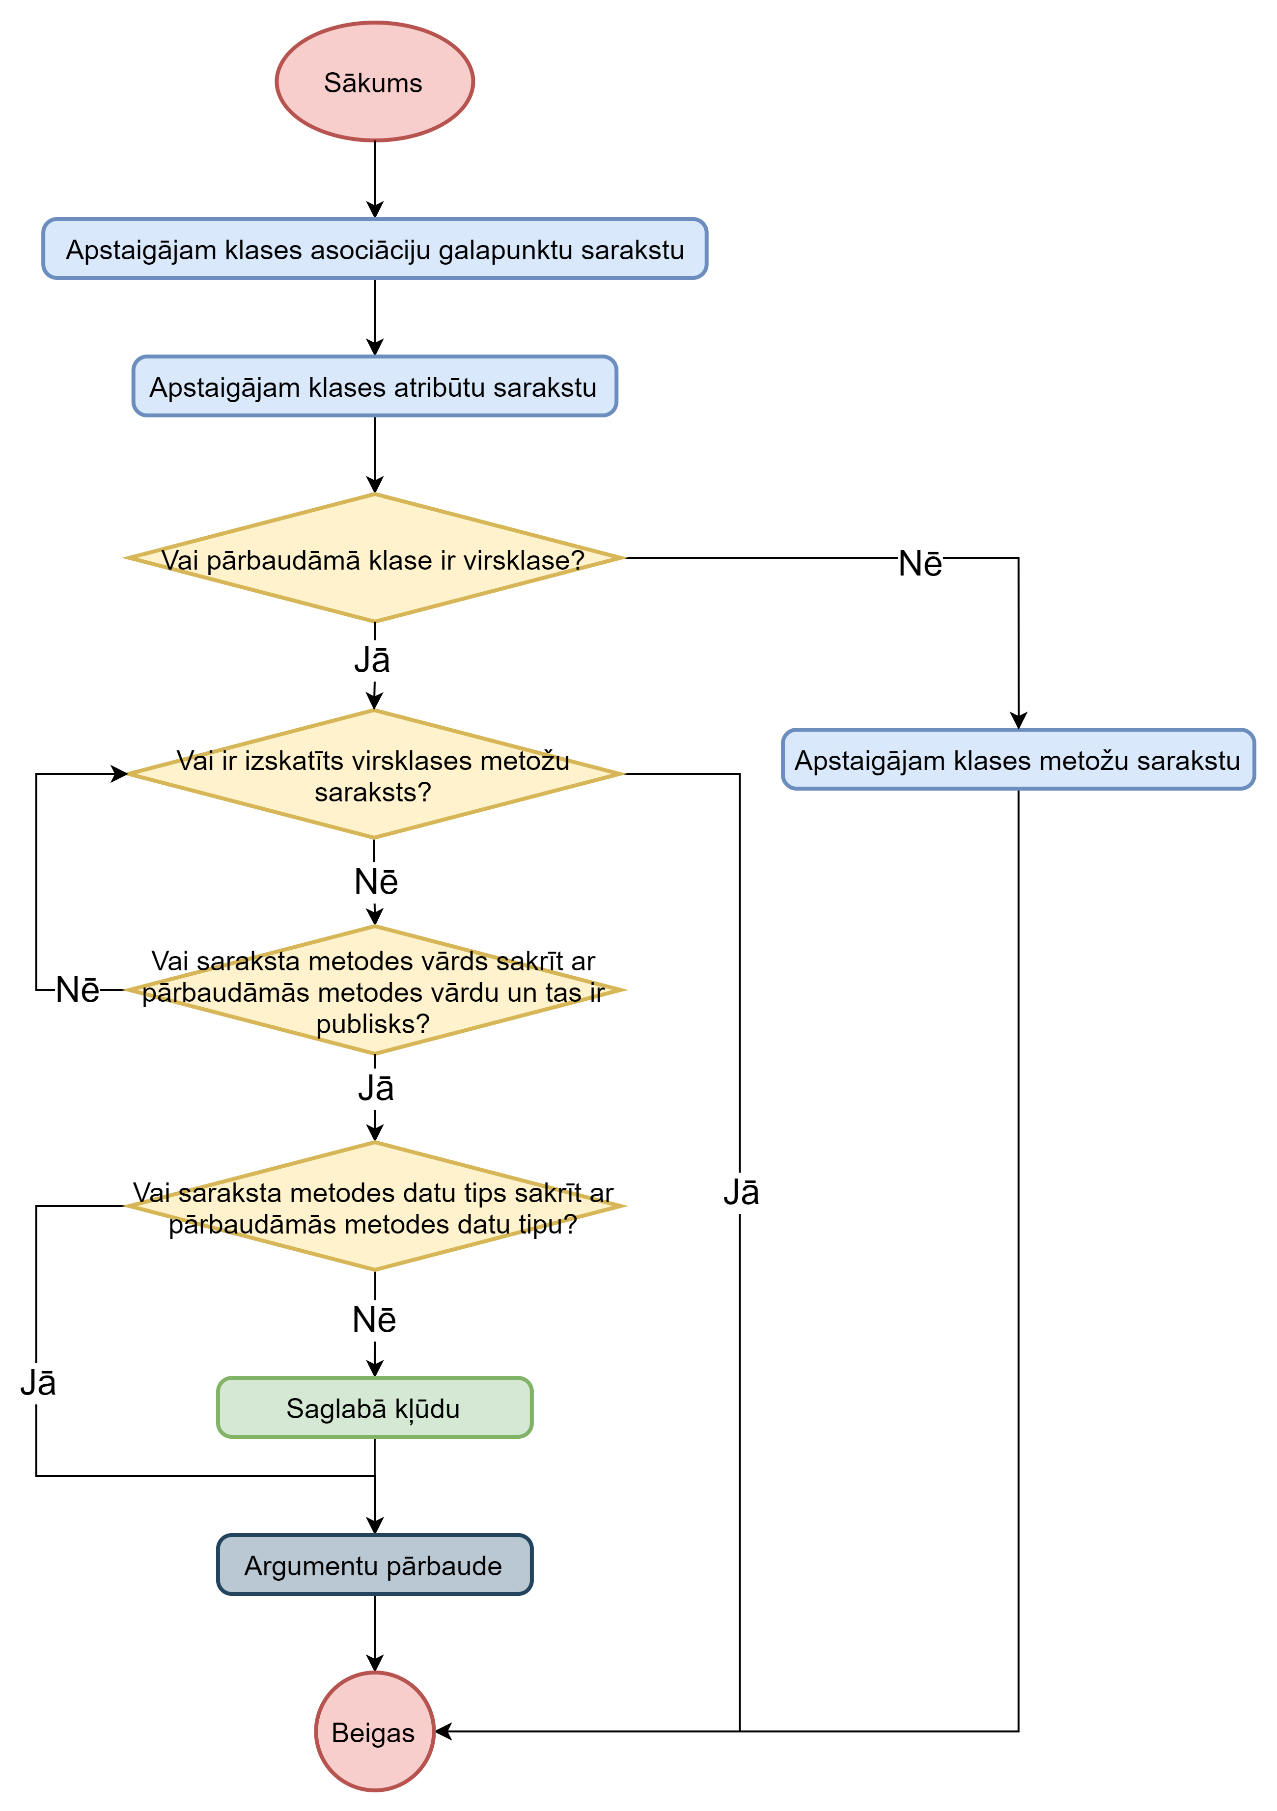 Sākums
Apstaigājam klases asociāciju galapunktu sarakstu
Apstaigājam klases atribūtu sarakstu
Vai pārbaudāmā klase ir virsklase?
Nē
Jā
Vai ir izskatīts virsklases metožu
saraksts?
Apstaigājam klases metožu sarakstu
Nē
Vai saraksta metodes vārds sakrīt ar
pārbaudāmās metodes vārdu un tas ir
publisks?
Nē
Jā
Vai saraksta metodes datu tips sakrīt ar
pārbaudāmās metodes datu tipu?
Jā
Nē
Jā
Saglabā kļūdu
Argumentu pārbaude
Beigas